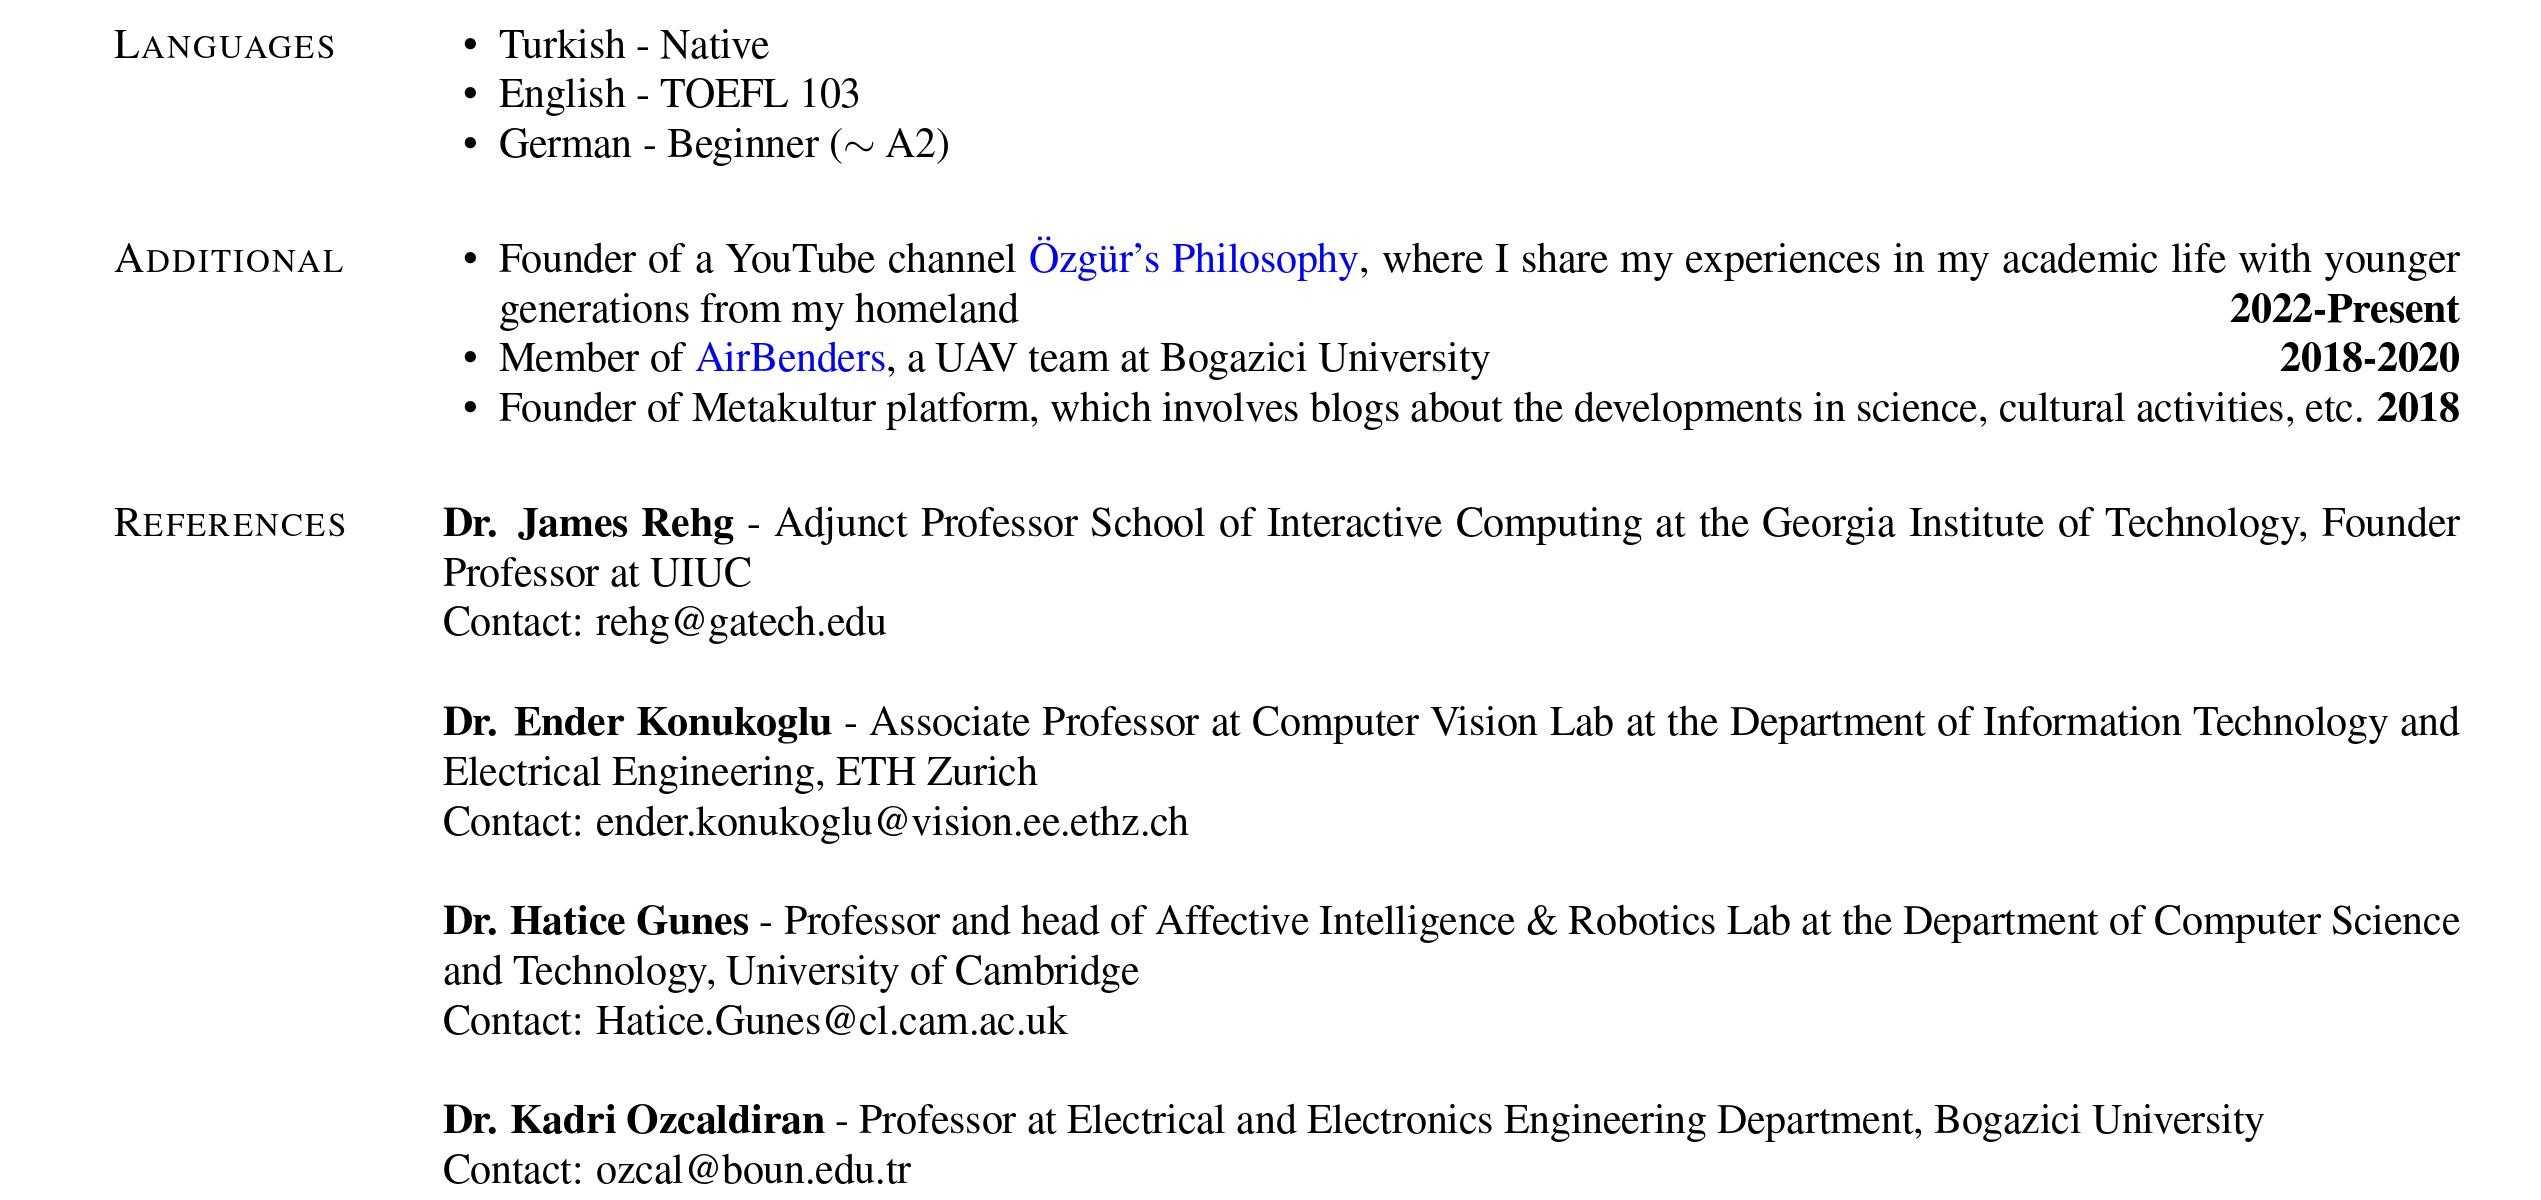 LANGUAGES
• Turkish - Native
• English - TOEFL 103
• German - Beginner (∼ A2)
ADDITIONAL
• Founder of a YouTube channel Özgür's Philosophy, where I share my experiences in my academic life with younger
generations from my homeland 2022-Present
• Member of AirBenders, a UAV team at Bogazici University 2018-2020
• Founder of Metakultur platform, which involves blogs about the developments in science, cultural activities, etc. 2018
REFERENCES
Dr. James Rehg - Adjunct Professor School of Interactive Computing at the Georgia Institute of Technology, Founder
Professor at UIUC
Contact: rehg@gatech.edu
Dr. Ender Konukoglu - Associate Professor at Computer Vision Lab at the Department of Information Technology and
Electrical Engineering, ETH Zurich
Contact: ender.konukoglu@vision.ee.ethz.ch
Dr. Hatice Gunes - Professor and head of Affective Intelligence & Robotics Lab at the Department of Computer Science
and Technology, University of Cambridge
Contact: Hatice.Gunes@cl.cam.ac.uk
Dr. Kadri Ozcaldiran - Professor at Electrical and Electronics Engineering Department, Bogazici University
Contact: ozcal@boun.edu.tr